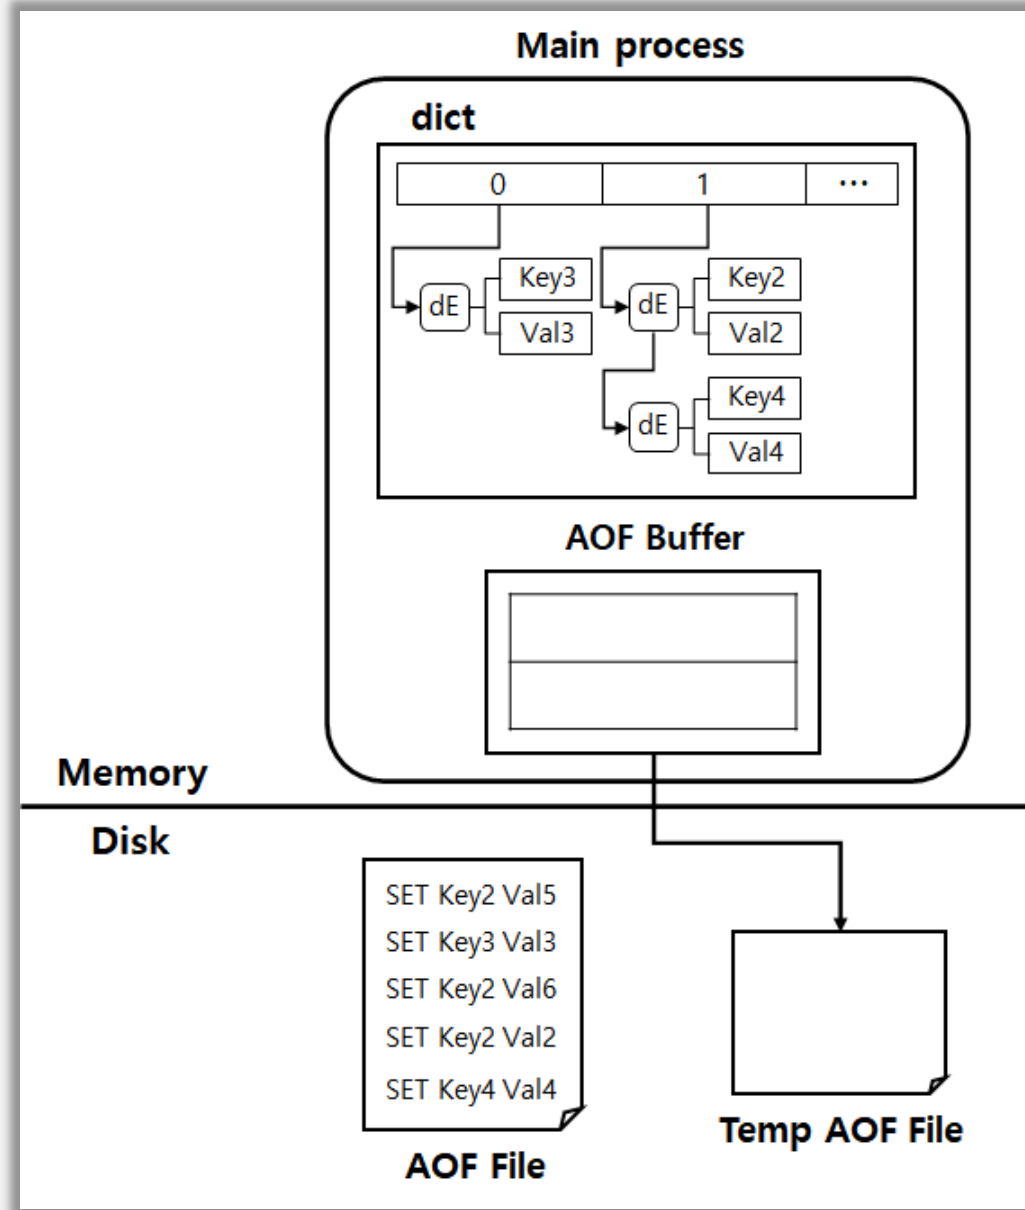 Main process
dict
0 1 ...
Key3 Key2
dE dE
Val3 Val2
Key4
dE
Val4
AOF Buffer
Memory
Disk
SET Key2 Val5
SET Key3 Val3
SET Key2 Val6
SET Key2 Val2
SET Key4 Val4
Temp AOF File
AOF File